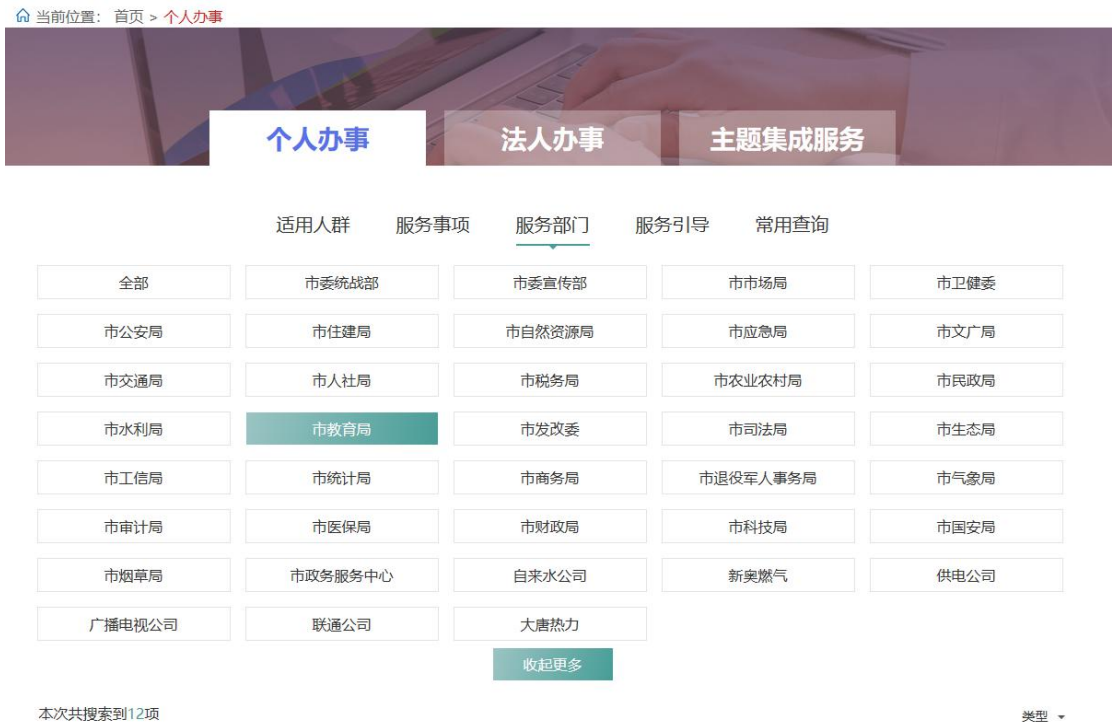 当前位置： 首页 > 个人办事
个人办事 法人办事 主题集成服务
适用人群 服务事项 服务部门 服务引导 常用查询
全部 市委统战部 市委宣传部 市市场局 市卫健委
市公安局 市住建局 市自然资源局 市应急局 市文广局
市交通局 市人社局 市税务局 市农业农村局 市民政局
市水利局 市教育局 市发改委 市司法局 市生态局
市工信局 市统计局 市商务局 市退役军人事务局 市气象局
市审计局 市医保局 市财政局 市科技局 市国安局
市烟草局 市政务服务中心 自来水公司 新奥燃气 供电公司
广播电视公司 联通公司 大唐热力
收起更多
本次共搜索到12项 类型